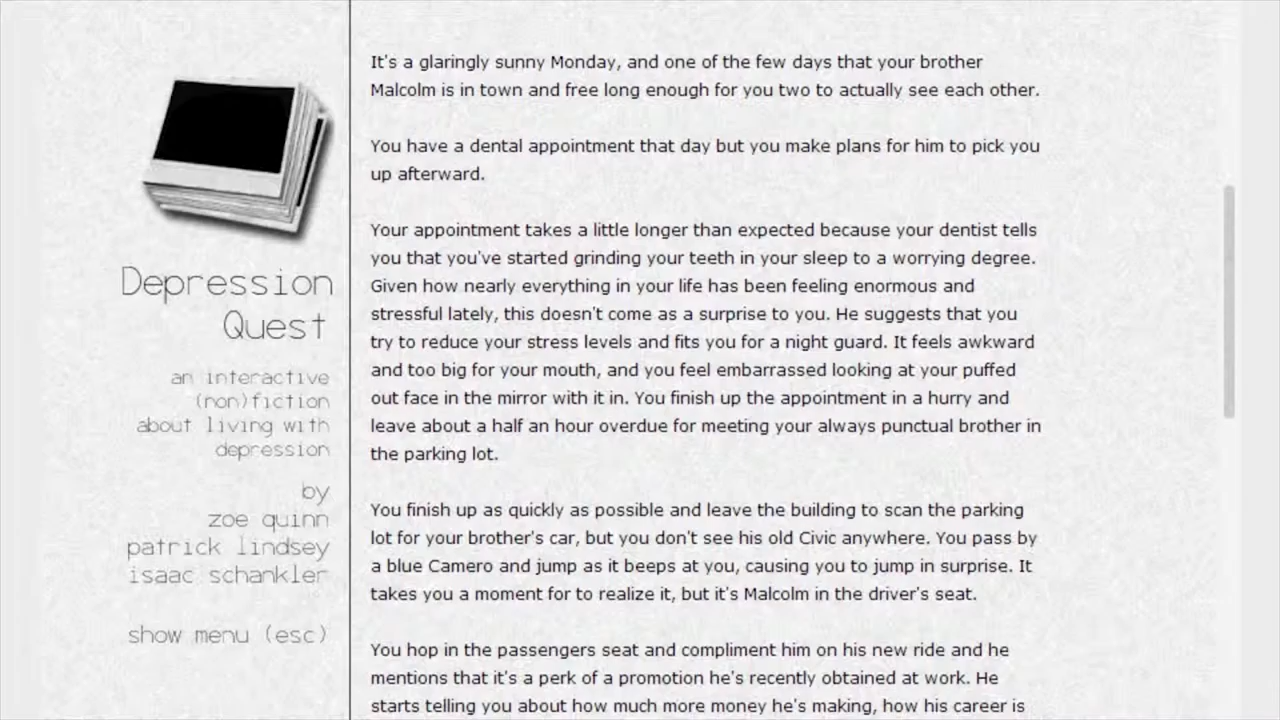 Depression
Quest
an interactive
(non)fiction
about living with
depression
by
zoe quinn
patrick lindsey
isaac schankler
show menu (esc)
It's a glaringly sunny Monday, and one of the few days that your brother
Malcolm is in town and free long enough for you two to actually see each other.
You have a dental appointment that day but you make plans for him to pick you
up afterward.
Your appointment takes a little longer than expected because your dentist tells
you that you've started grinding your teeth in your sleep to a worrying degree.
Given how nearly everything in your life has been feeling enormous and
stressful lately, this doesn't come as a surprise to you. He suggests that you
try to reduce your stress levels and fits you for a night guard. It feels awkward
and too big for your mouth, and you feel embarrassed looking at your puffed
out face in the mirror with it in. You finish up the appointment in a hurry and
leave about a half an hour overdue for meeting your always punctual brother in
the parking lot.
You finish up as quickly as possible and leave the building to scan the parking
lot for your brother's car, but you don't see his old Civic anywhere. You pass by
a blue Camero and jump as it beeps at you, causing you to jump in surprise. It
takes you a moment for to realize it, but it's Malcolm in the driver's seat.
You hop in the passengers seat and compliment him on his new ride and he
mentions that it's a perk of a promotion he's recently obtained at work. He
starts telling you about how much more money he's making, how his career is